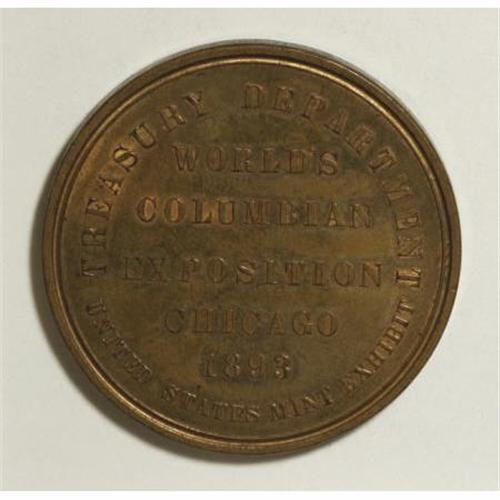 TREASURY DEPARTMENT
WORLD'S
COLUMBIAN
EXPOSITION
CHICAGO
1893
UNITED STATES MINT EXHIBIT